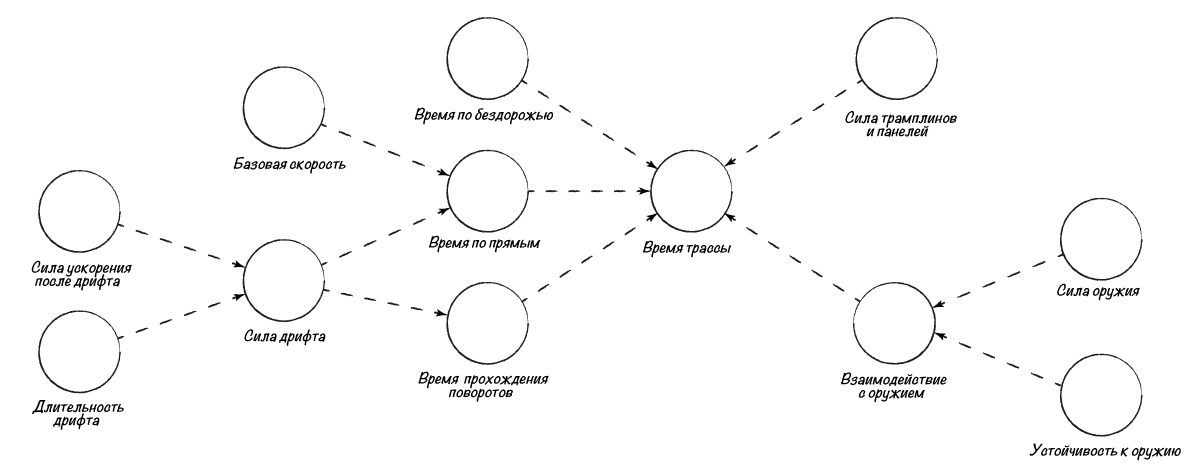 Время по бездорожью
Сила трамплинов
и панелей
Базовая скорость
Время по прямым
Время трассы
Сила ускорения
после дрифта
Сила оружия
Сила дрифта
Время прохождения
поворотов
Взаимодействие
с оружием
Длительность
дрифта
Устойчивость к оружию